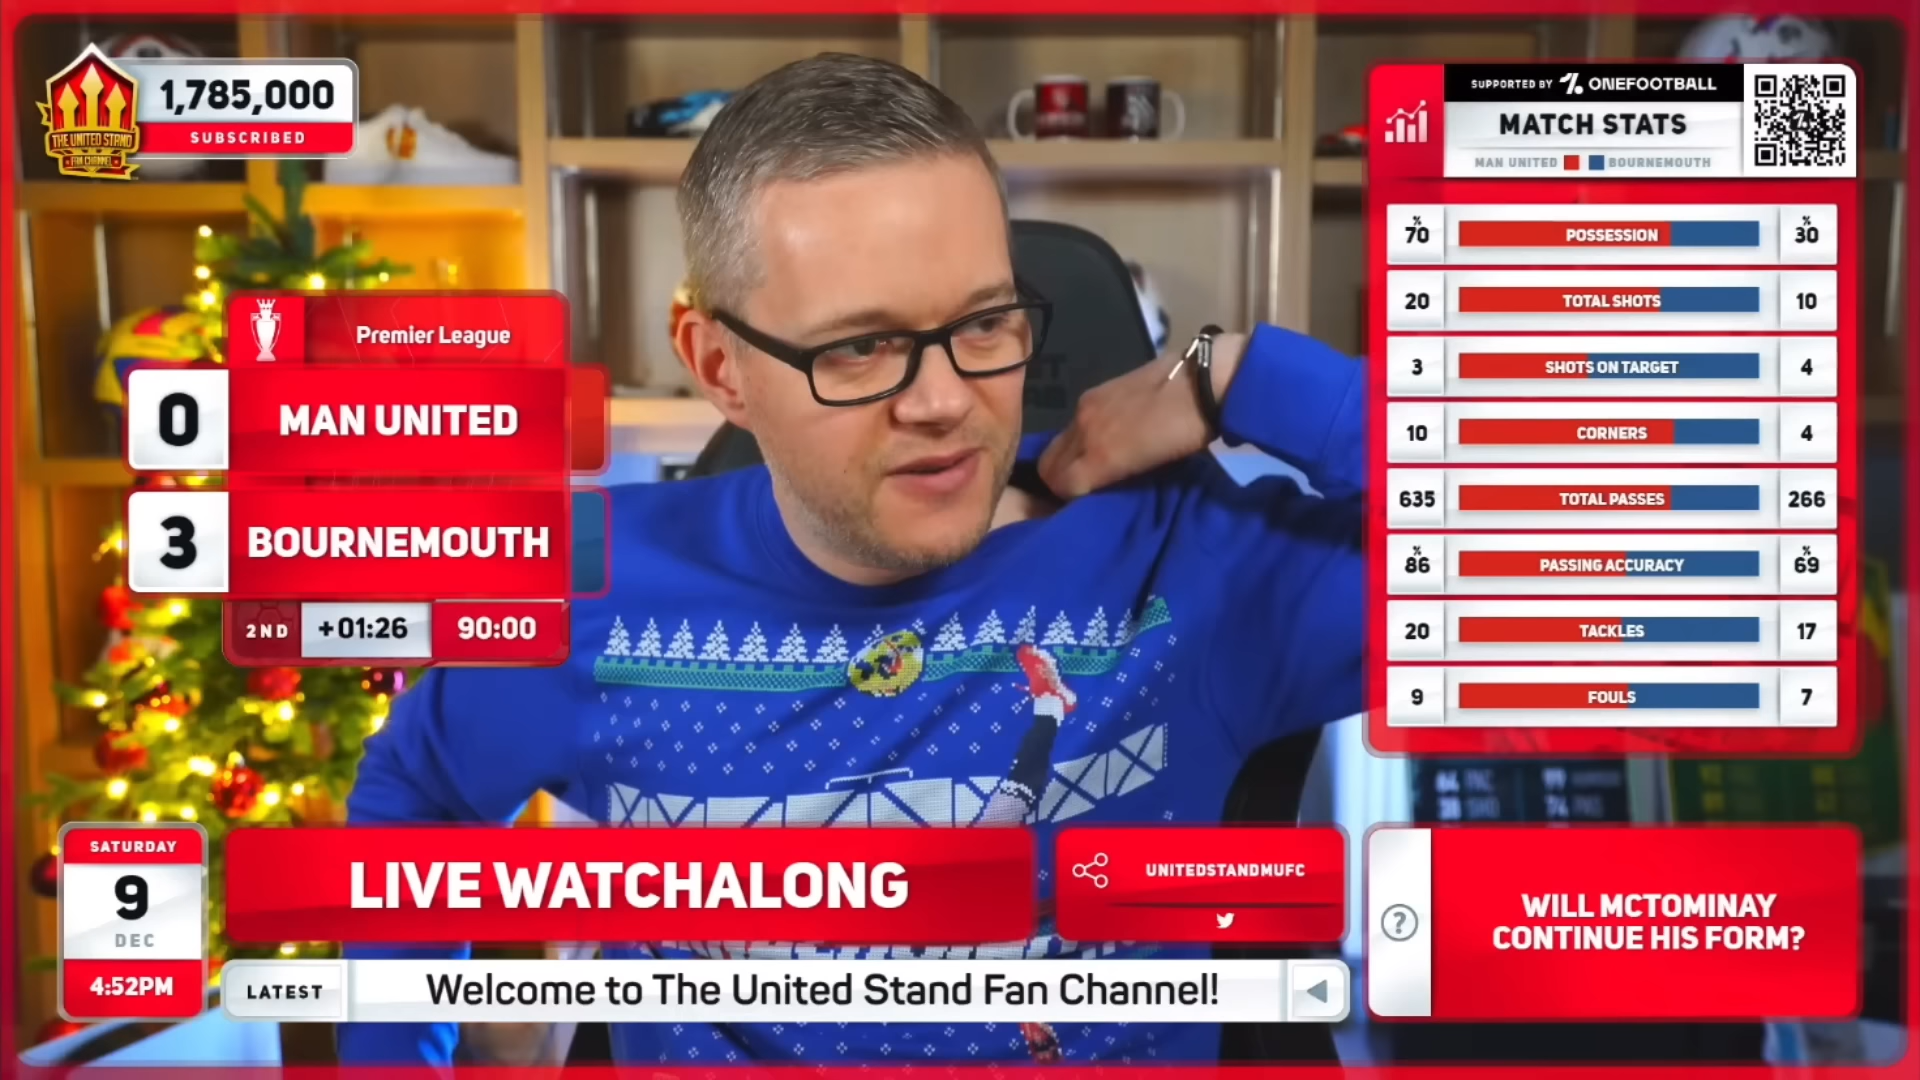 1,785,000
SUBSCRIBED
THE UNITED STAND
FAN CHANNEL
Premier League
0 MAN UNITED
3 BOURNEMOUTH
2ND +01:26 90:00
SUPPORTED BY ONEFOOTBALL
MATCH STATS
MAN UNITED BOURNEMOUTH
% 70 POSSESSION % 30
20 TOTAL SHOTS 10
3 SHOTS ON TARGET 4
10 CORNERS 4
635 TOTAL PASSES 266
% 86 PASSING ACCURACY % 69
20 TACKLES 17
9 FOULS 7
SATURDAY
9
DEC
4:52PM
LIVE WATCHALONG
UNITEDSTANDMUFC
LATEST Welcome to The United Stand Fan Channel!
? WILL MCTOMINAY
CONTINUE HIS FORM?